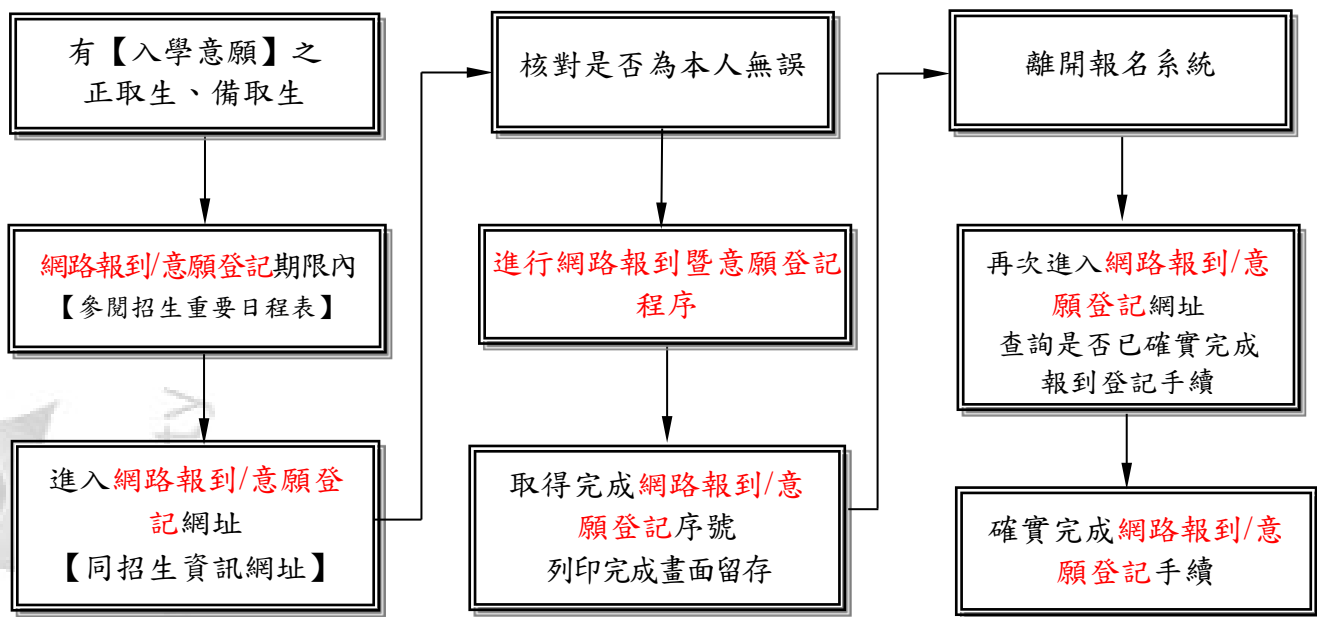 有【入學意願】之
正取生、備取生
網路報到/意願登記期限內
【參閱招生重要日程表】
進入網路報到/意願登
記網址
【同招生資訊網址】
核對是否為本人無誤
進行網路報到暨意願登記
程序
取得完成網路報到/意
願登記序號
列印完成畫面留存
離開報名系統
再次進入網路報到/意
願登記網址
查詢是否已確實完成
報到登記手續
確實完成網路報到/意
願登記手續